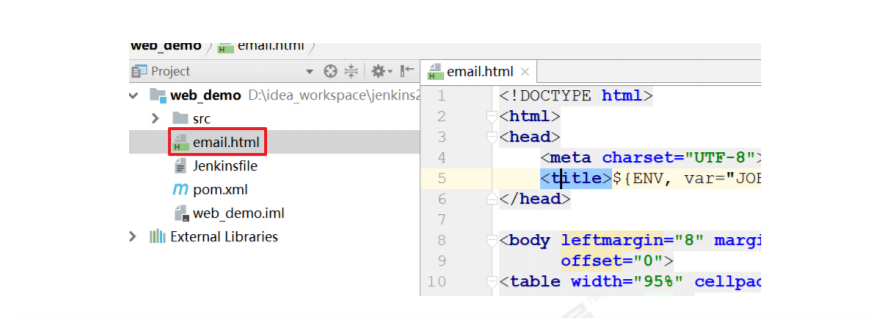 web_demo email.html
Project
email.html ×
web_demo D:\idea_workspace\jenkins2
src
email.html
Jenkinsfile
pom.xml
web_demo.iml
External Libraries
1 <!DOCTYPE html>
2 <html>
3 <head>
4 <meta charset="UTF-8">
5 <title>${ENV, var="JOB
6 </head>
7
8 <body leftmargin="8" margi
9 offset="0">
10 <table width="95%" cellpad